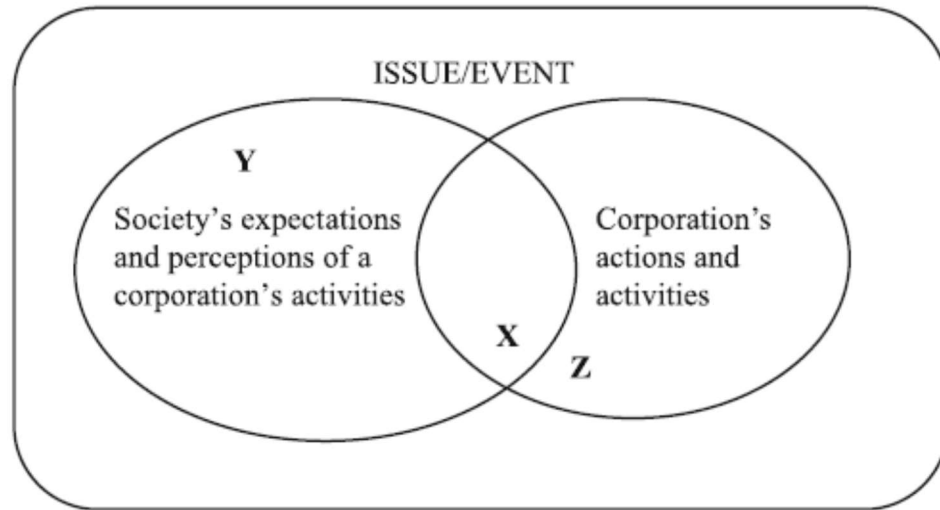 ISSUE/EVENT
Y
Society’s expectations
and perceptions of a
corporation’s activities
Corporation’s
actions and
activities
X
Z